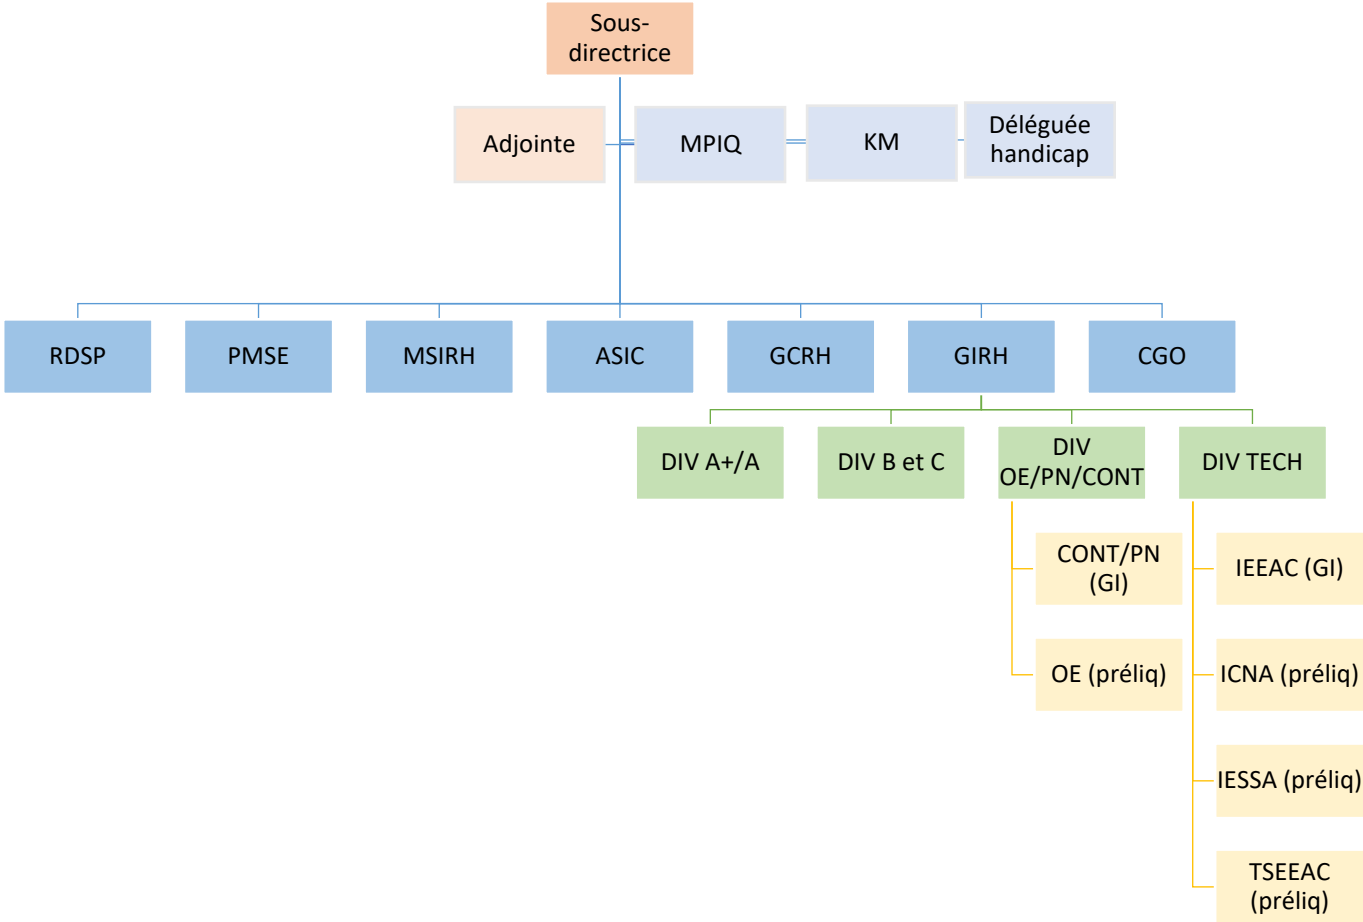 Sous-
directrice
Adjointe
MPIQ
KM
Déléguée
handicap
RDSP
PMSE
MSIRH
ASIC
GCRH
GIRH
CGO
DIV A+/A
DIV B et C
DIV
OE/PN/CONT
DIV TECH
CONT/PN
(GI)
IEEAC (GI)
OE (préliq)
ICNA (préliq)
IESSA (préliq)
TSEEAC
(préliq)